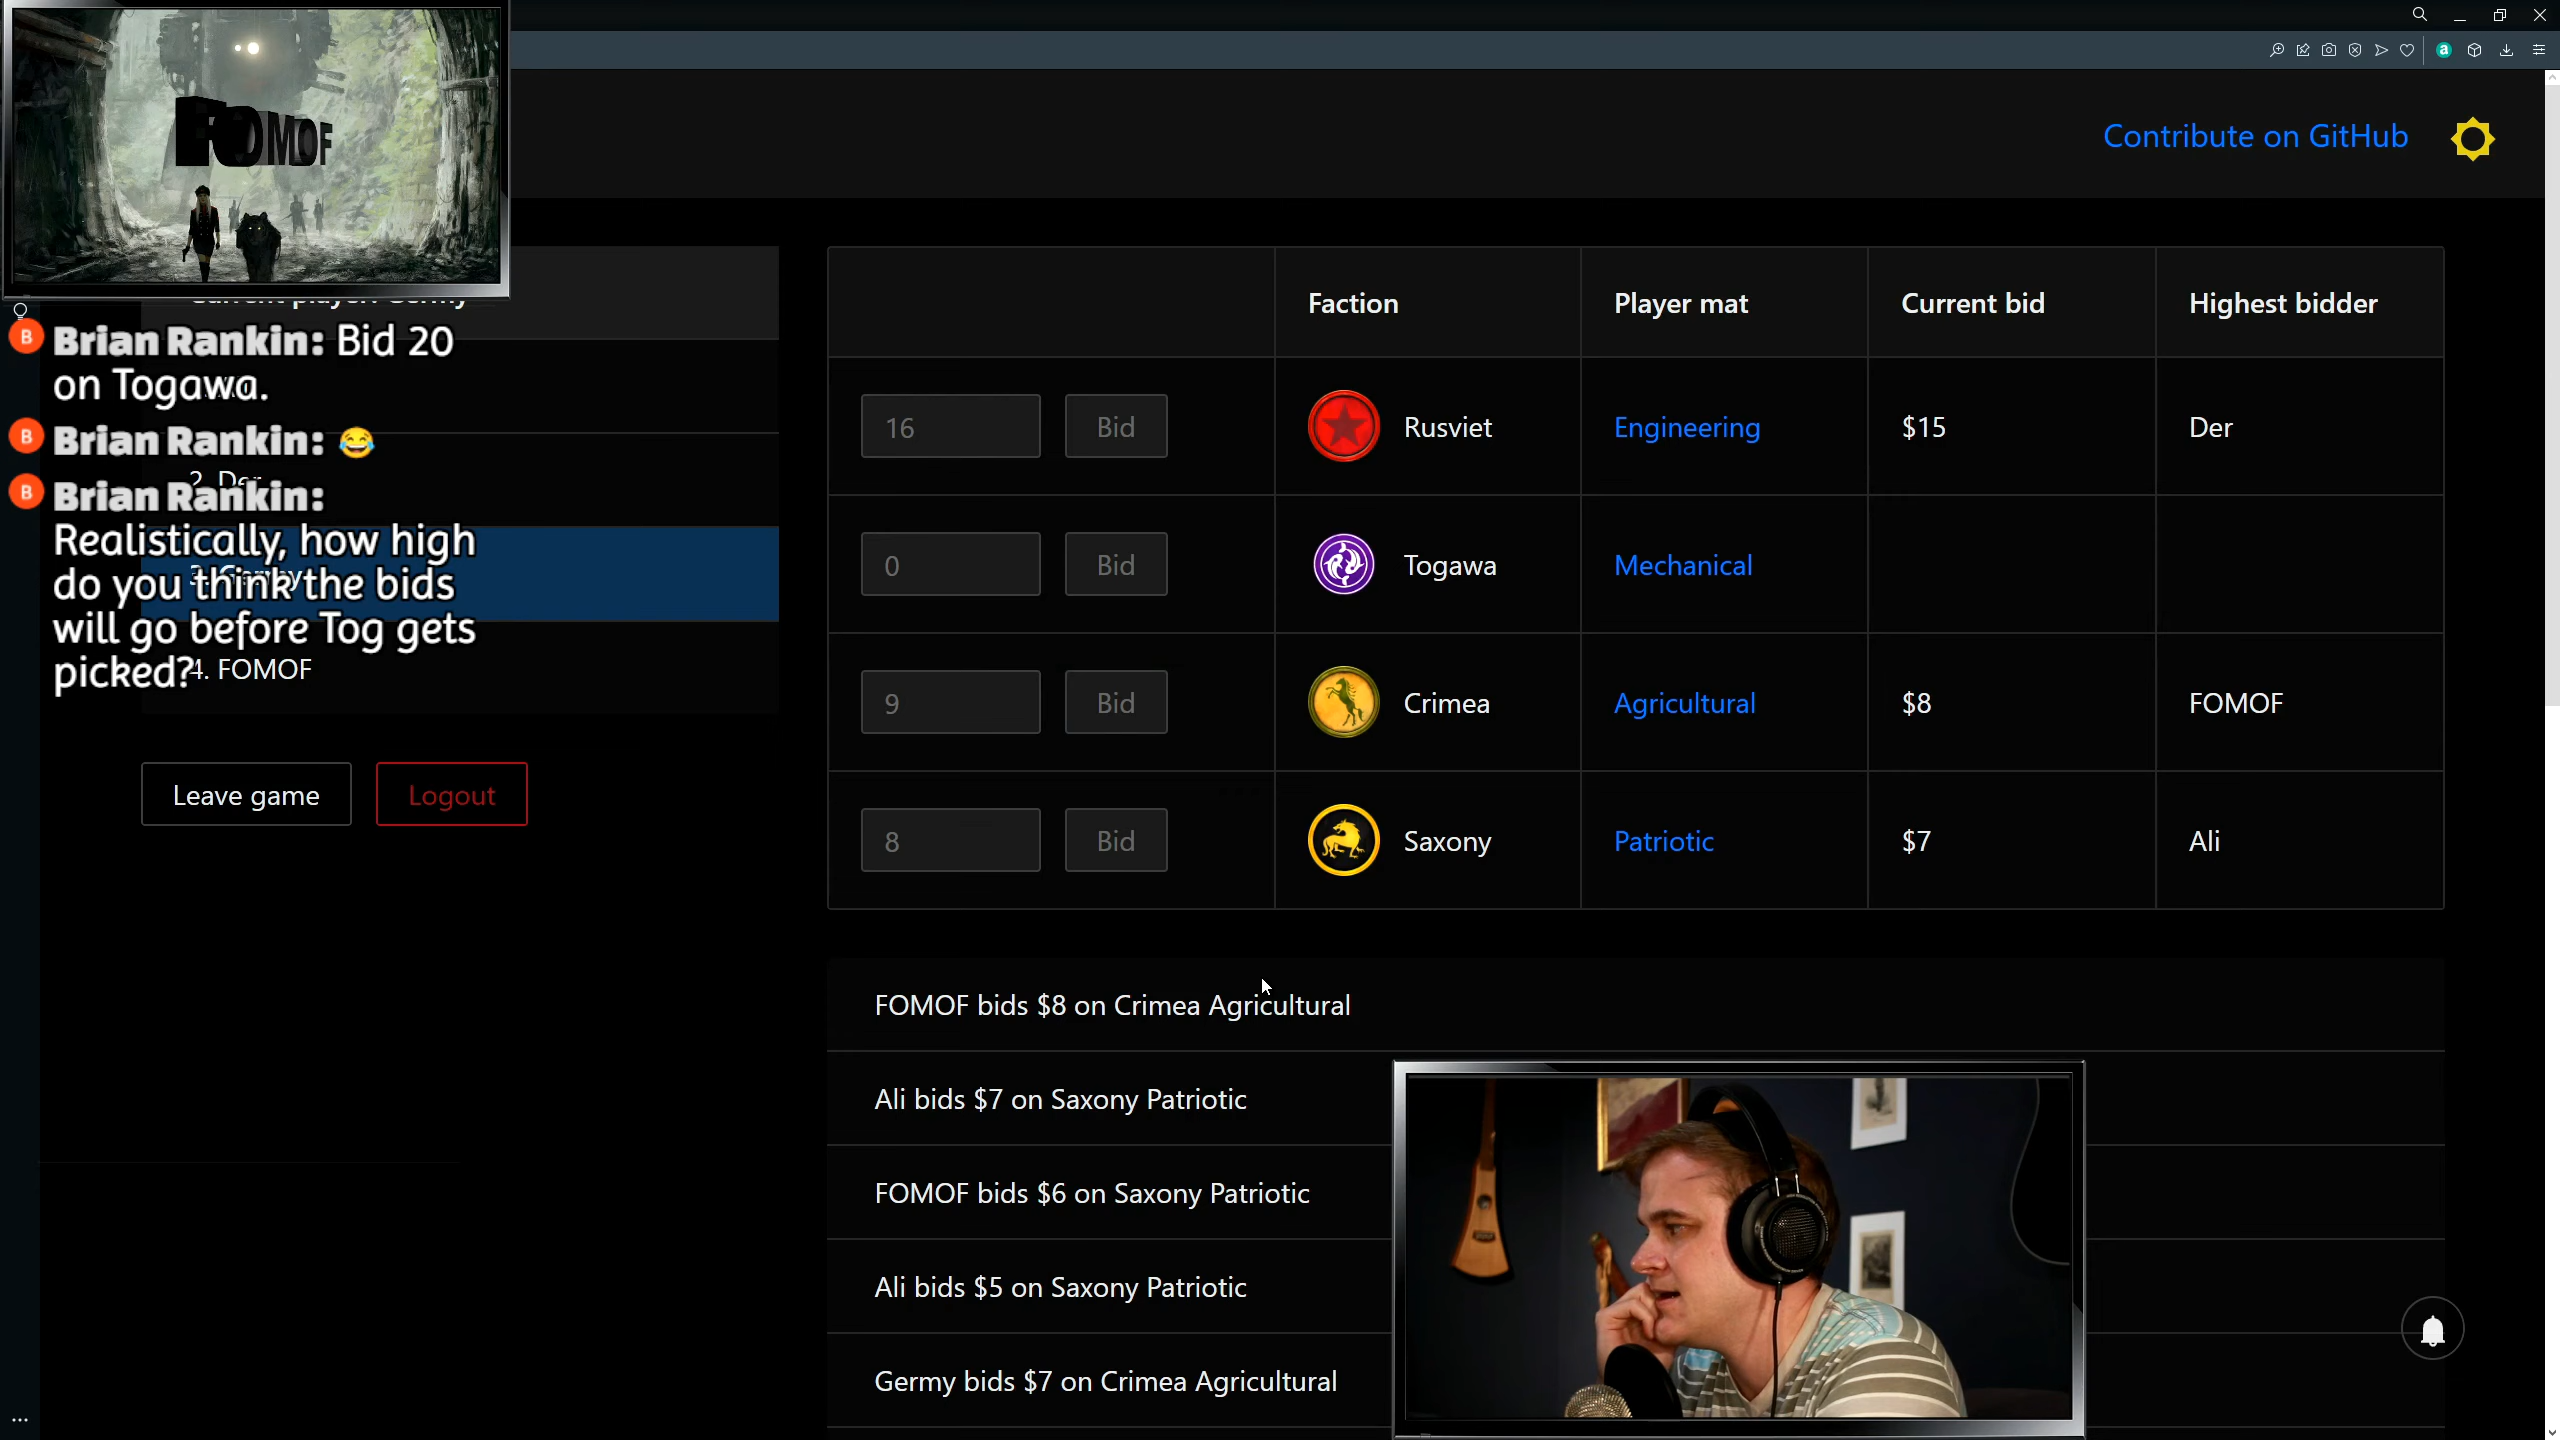 FOMOF
Contribute on GitHub
Brian Rankin: Bid 20
on Togawa.
Brian Rankin: 😂
2. Der
Brian Rankin:
Realistically, how high
do you think the bids
will go before Tog gets
picked?
4. FOMOF
Leave game
Logout
Faction
Player mat
Current bid
Highest bidder
16
Bid
Rusviet
Engineering
$15
Der
0
Bid
Togawa
Mechanical
9
Bid
Crimea
Agricultural
$8
FOMOF
8
Bid
Saxony
Patriotic
$7
Ali
FOMOF bids $8 on Crimea Agricultural
Ali bids $7 on Saxony Patriotic
FOMOF bids $6 on Saxony Patriotic
Ali bids $5 on Saxony Patriotic
Germy bids $7 on Crimea Agricultural